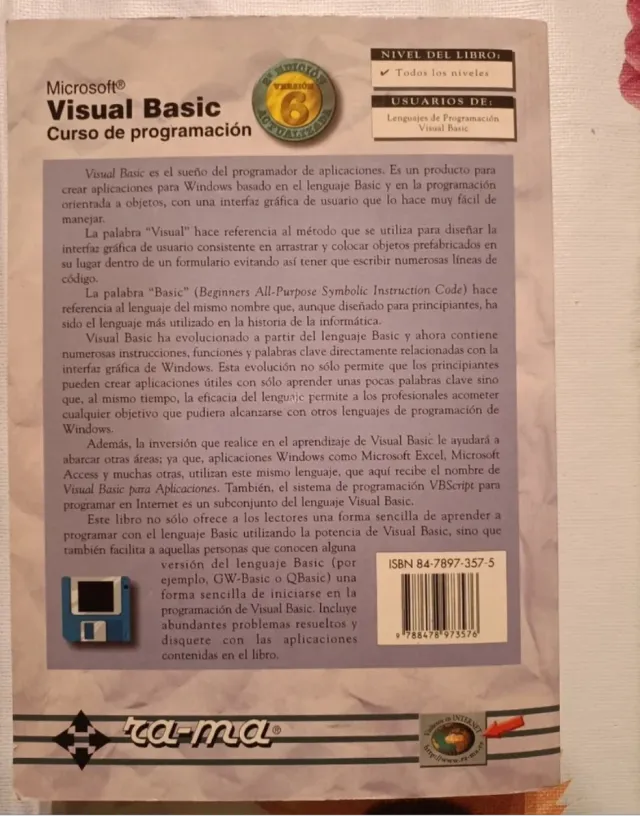 NIVEL DEL LIBRO:
✔ Todos los niveles
USUARIOS DE:
Lenguajes de Programación
Visual Basic
2ª EDICIÓN
VERSIÓN
6
ACTUALIZADA
Microsoft®
Visual Basic
Curso de programación
Visual Basic es el sueño del programador de aplicaciones. Es un producto para
crear aplicaciones para Windows basado en el lenguaje Basic y en la programación
orientada a objetos, con una interfaz gráfica de usuario que lo hace muy fácil de
manejar.
La palabra “Visual” hace referencia al método que se utiliza para diseñar la
interfaz gráfica de usuario consistente en arrastrar y colocar objetos prefabricados en
su lugar dentro de un formulario evitando así tener que escribir numerosas líneas de
código.
La palabra “Basic” (Beginners All-Purpose Symbolic Instruction Code) hace
referencia al lenguaje del mismo nombre que, aunque diseñado para principiantes, ha
sido el lenguaje más utilizado en la historia de la informática.
Visual Basic ha evolucionado a partir del lenguaje Basic y ahora contiene
numerosas instrucciones, funciones y palabras clave directamente relacionadas con la
interfaz gráfica de Windows. Esta evolución no sólo permite que los principiantes
pueden crear aplicaciones útiles con sólo aprender unas pocas palabras clave sino
que, al mismo tiempo, la eficacia del lenguaje permite a los profesionales acometer
cualquier objetivo que pudiera alcanzarse con otros lenguajes de programación de
Windows.
Además, la inversión que realice en el aprendizaje de Visual Basic le ayudará a
abarcar otras áreas; ya que, aplicaciones Windows como Microsoft Excel, Microsoft
Access y muchas otras, utilizan este mismo lenguaje, que aquí recibe el nombre de
Visual Basic para Aplicaciones. También, el sistema de programación VBScript para
programar en Internet es un subconjunto del lenguaje Visual Basic.
Este libro no sólo ofrece a los lectores una forma sencilla de aprender a
programar con el lenguaje Basic utilizando la potencia de Visual Basic, sino que
también facilita a aquellas personas que conocen alguna
versión del lenguaje Basic (por
ejemplo, GW-Basic o QBasic) una
forma sencilla de iniciarse en la
programación de Visual Basic. Incluye
abundantes problemas resueltos y
disquete con las aplicaciones
contenidas en el libro.
ISBN 84-7897-357-5
9 788478 973576
ra-ma®
Visítenos en INTERNET
http://www.ra-ma.es